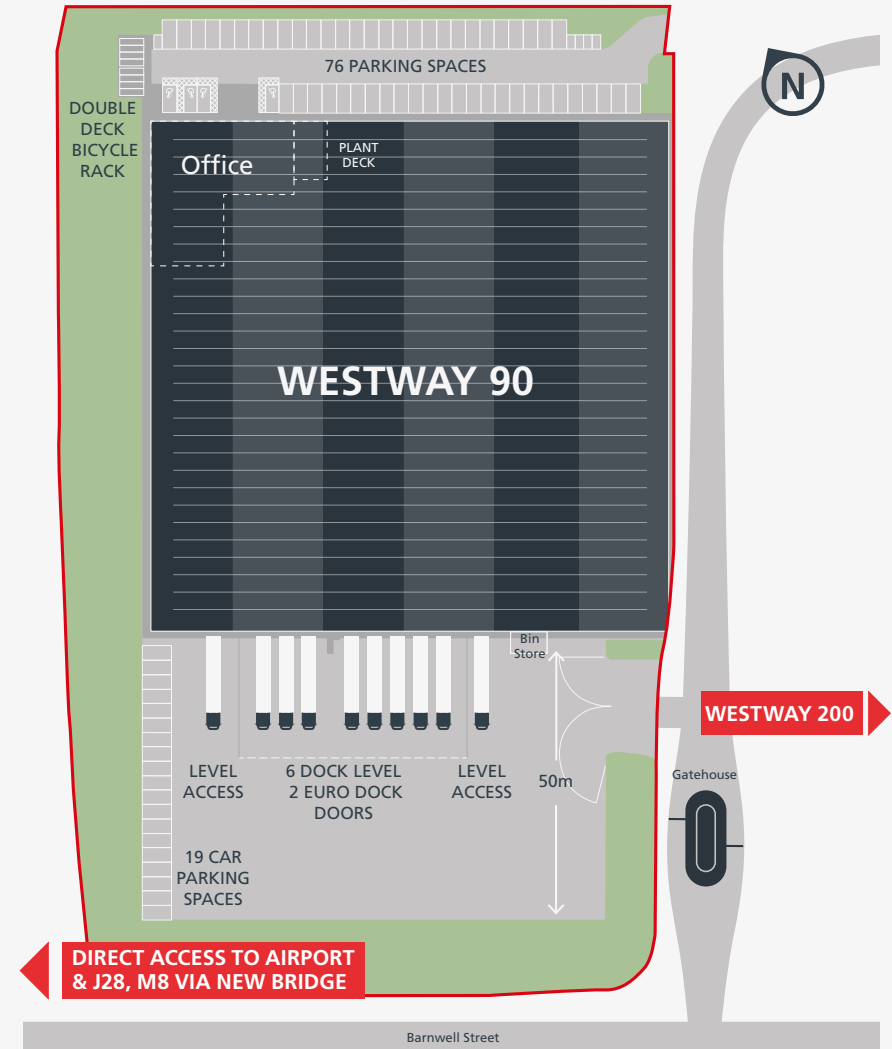 76 PARKING SPACES
N
DOUBLE
DECK
BICYCLE
RACK
Office
PLANT
DECK
WESTWAY 90
Bin
Store
WESTWAY 200
LEVEL
ACCESS
6 DOCK LEVEL
2 EURO DOCK
DOORS
LEVEL
ACCESS
50m
Gatehouse
19 CAR
PARKING
SPACES
DIRECT ACCESS TO AIRPORT
& J28, M8 VIA NEW BRIDGE
Barnwell Street